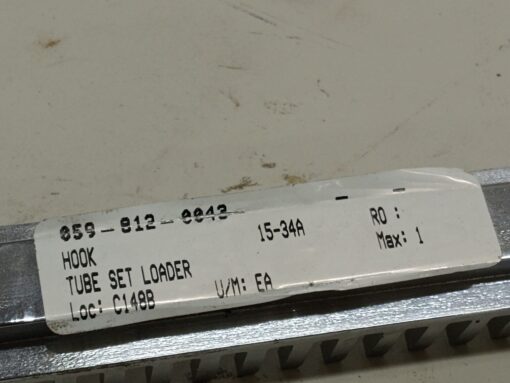 059-812-0043
HOOK 15-34A RO :
TUBE SET LOADER Max: 1
Loc: C148B U/M: EA